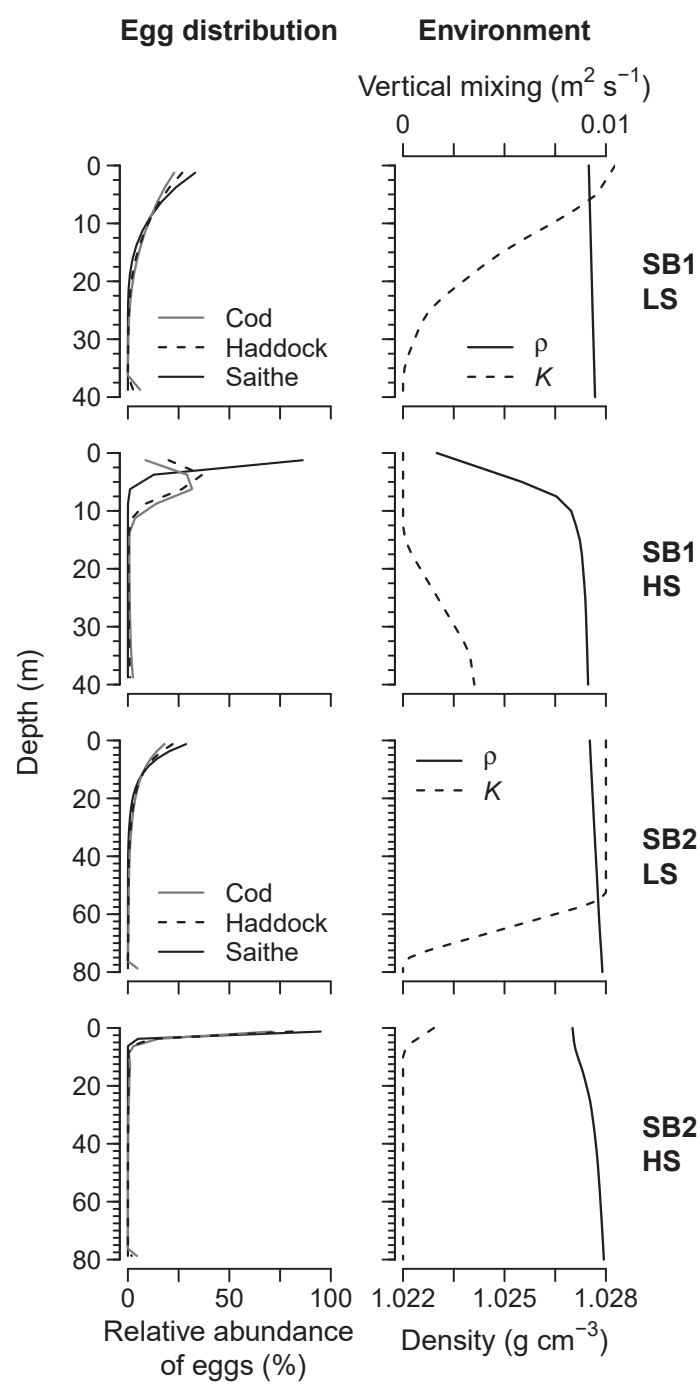 Egg distribution
Environment
Vertical mixing (m² s⁻¹)
0 0.01
0
10
20
30
40
Cod
Haddock
Saithe
ρ
K
SB1
LS
0
10
20
30
40
SB1
HS
Depth (m)
0
20
40
60
80
Cod
Haddock
Saithe
ρ
K
SB2
LS
0
20
40
60
80
SB2
HS
0 50 100
Relative abundance
of eggs (%)
1.022 1.025 1.028
Density (g cm⁻³)